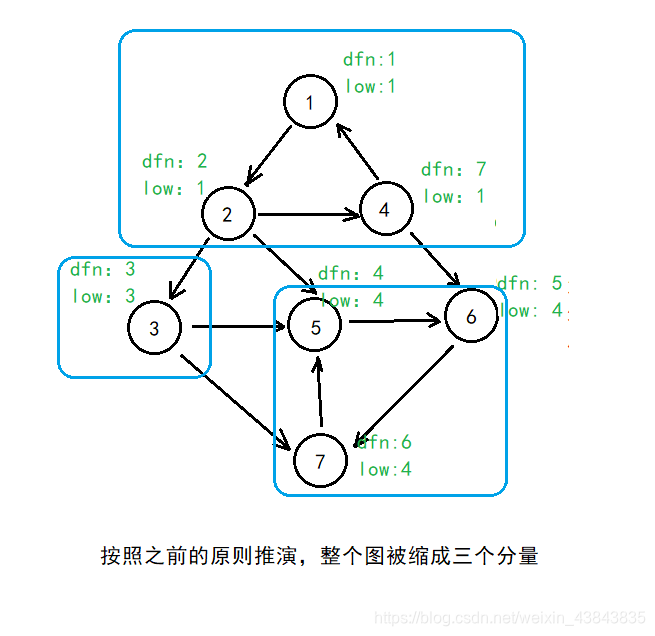 dfn:1
low:1
1
dfn: 2
low: 1
dfn: 7
low: 1
2
4
dfn: 3
low: 3
dfn: 4
low: 4
dfn: 5
low: 4
3
5
6
dfn:6
low:4
7
按照之前的原则推演，整个图被缩成三个分量
https://blog.csdn.net/weixin_43843835